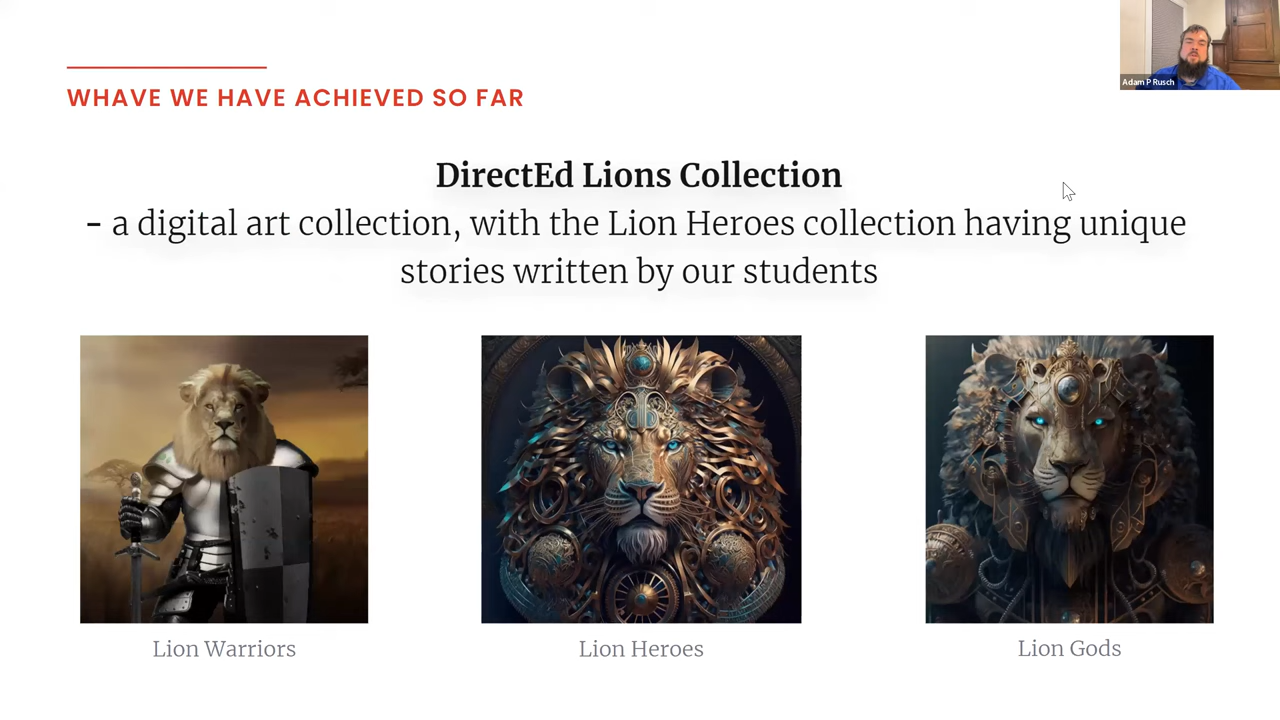 Adam P Rusch
WHAVE WE HAVE ACHIEVED SO FAR
DirectEd Lions Collection
- a digital art collection, with the Lion Heroes collection having unique
stories written by our students
Lion Warriors
Lion Heroes
Lion Gods